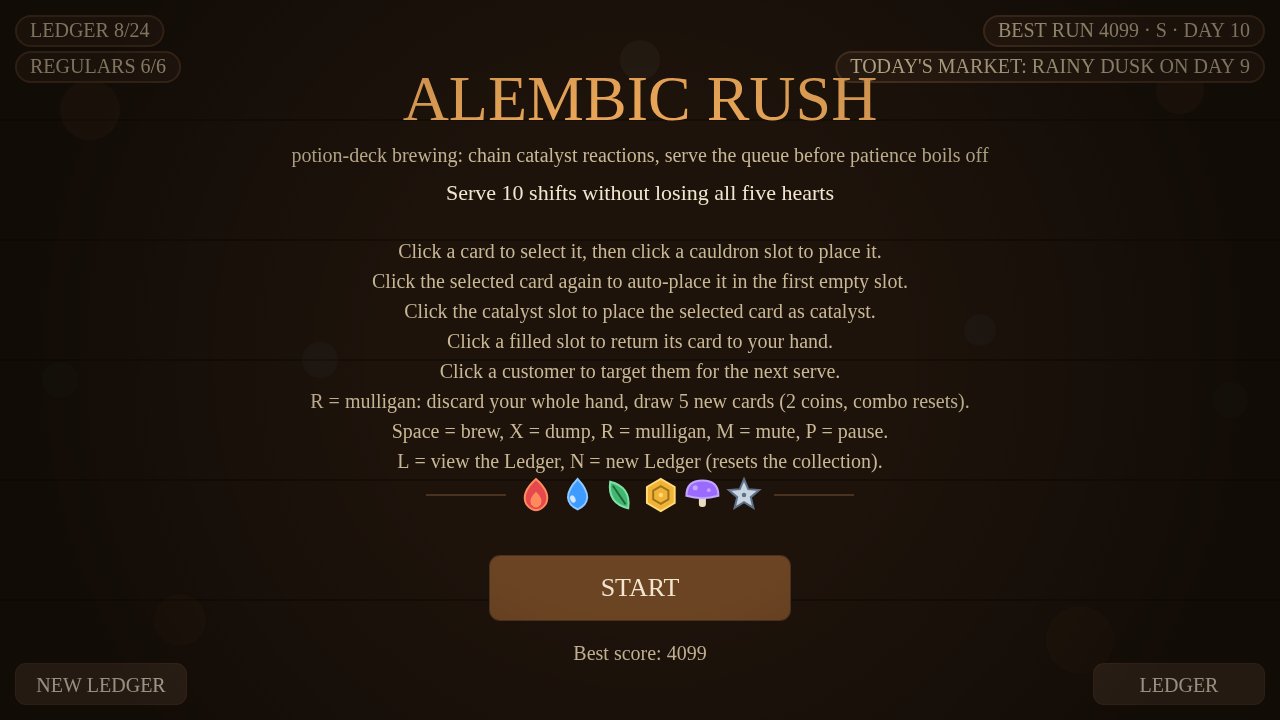 LEDGER 8/24
BEST RUN 4099 · S · DAY 10
REGULARS 6/6
TODAY'S MARKET: RAINY DUSK ON DAY 9
ALEMBIC RUSH
potion-deck brewing: chain catalyst reactions, serve the queue before patience boils off
Serve 10 shifts without losing all five hearts
Click a card to select it, then click a cauldron slot to place it.
Click the selected card again to auto-place it in the first empty slot.
Click the catalyst slot to place the selected card as catalyst.
Click a filled slot to return its card to your hand.
Click a customer to target them for the next serve.
R = mulligan: discard your whole hand, draw 5 new cards (2 coins, combo resets).
Space = brew, X = dump, R = mulligan, M = mute, P = pause.
L = view the Ledger, N = new Ledger (resets the collection).
START
Best score: 4099
NEW LEDGER
LEDGER